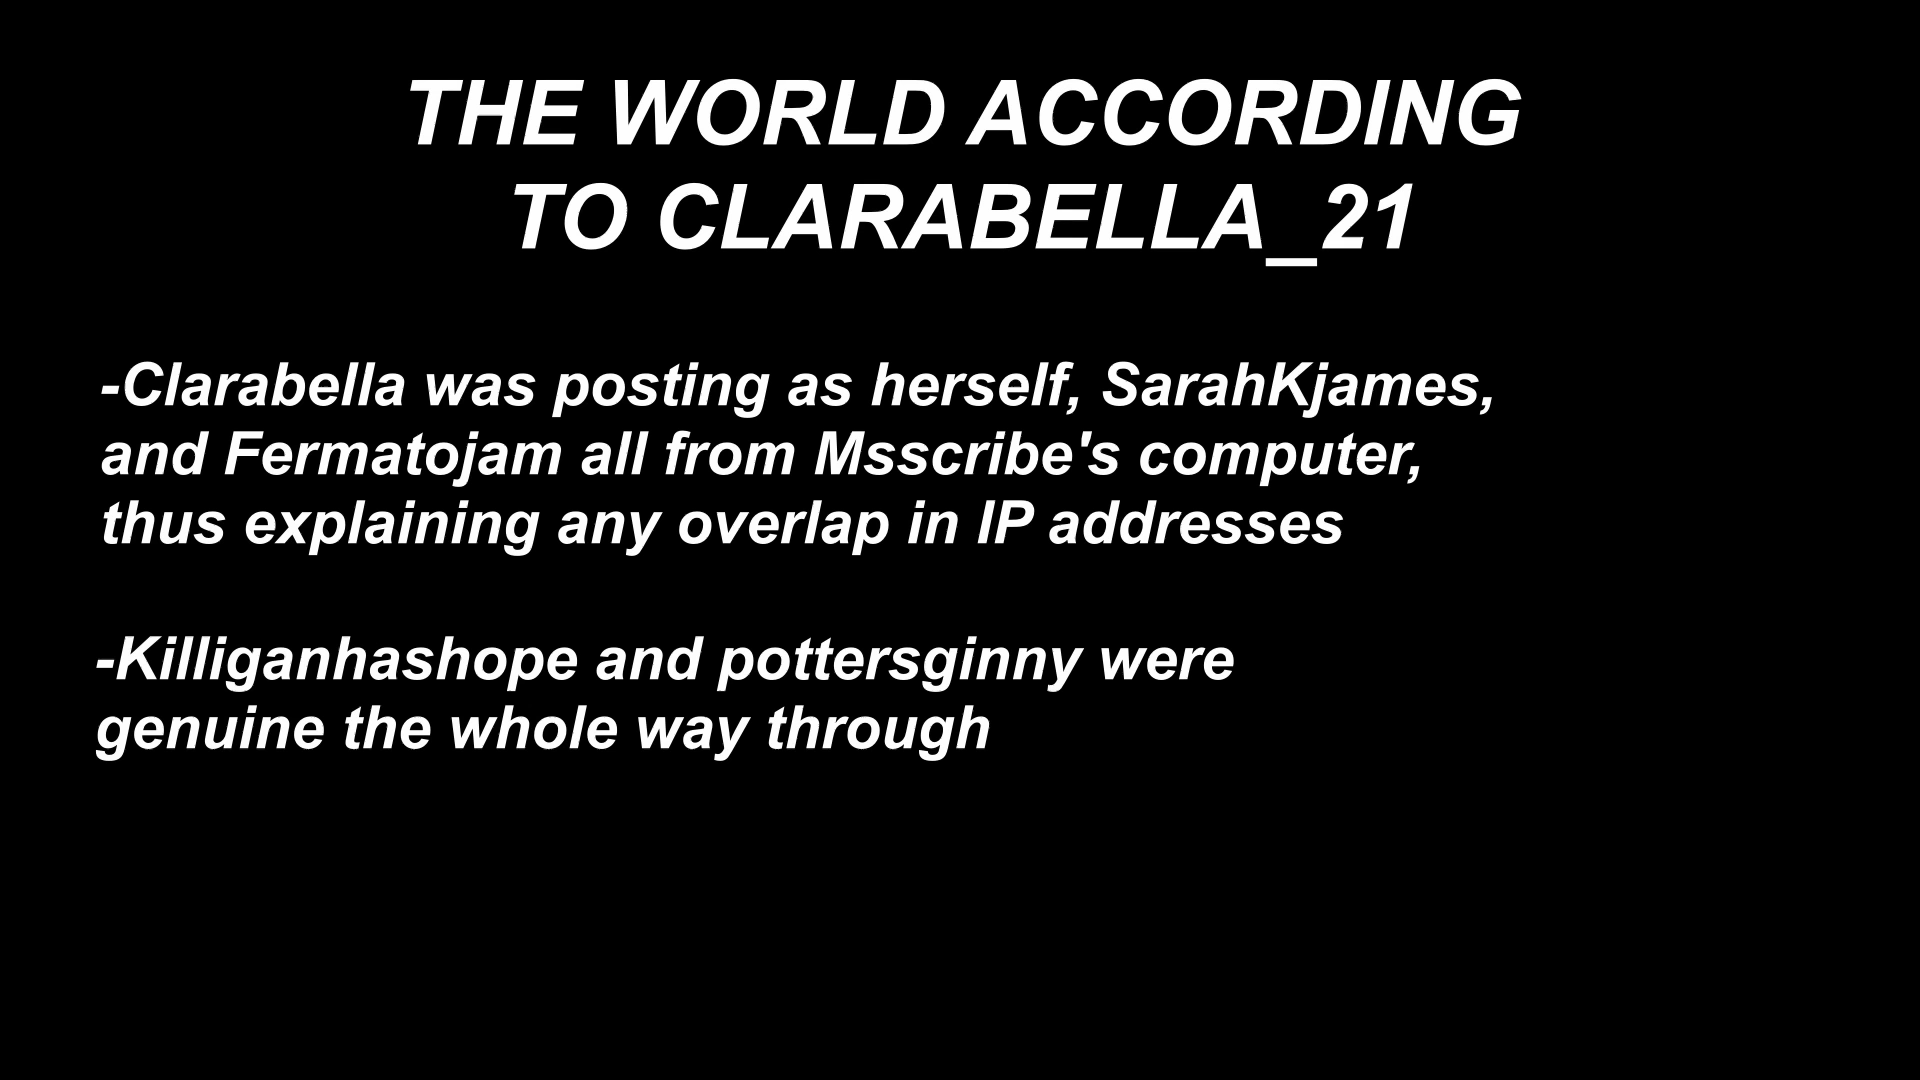 THE WORLD ACCORDING
TO CLARABELLA_21
-Clarabella was posting as herself, SarahKjames,
and Fermatojam all from Msscribe's computer,
thus explaining any overlap in IP addresses
-Killiganhashope and pottersginny were
genuine the whole way through